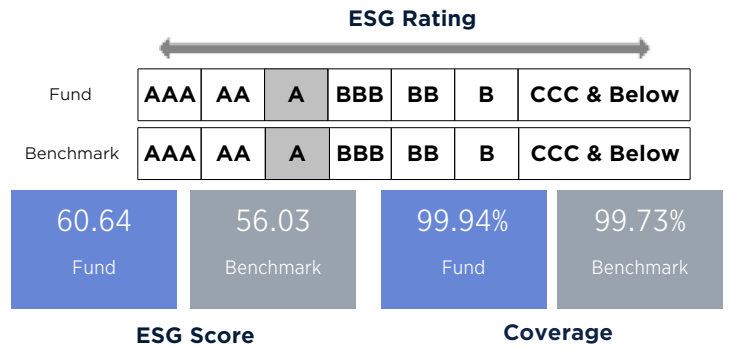 ESG Rating
Fund AAA AA A BBB BB B CCC & Below
Benchmark AAA AA A BBB BB B CCC & Below
60.64 56.03 99.94% 99.73%
Fund Benchmark Fund Benchmark
ESG Score Coverage